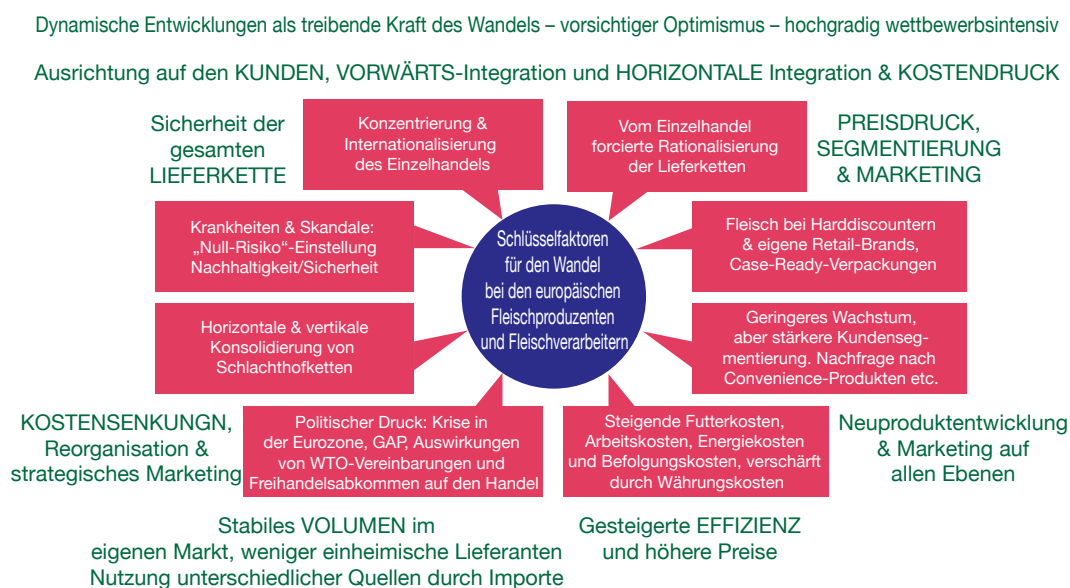 Dynamische Entwicklungen als treibende Kraft des Wandels – vorsichtiger Optimismus – hochgradig wettbewerbsintensiv
Ausrichtung auf den KUNDEN, VORWÄRTS-Integration und HORIZONTALE Integration & KOSTENDRUCK
Sicherheit der
gesamten
LIEFERKETTE
Konzentrierung &
Internationalisierung
des Einzelhandels
Vom Einzelhandel
forcierte Rationalisierung
der Lieferketten
PREISDRUCK,
SEGMENTIERUNG
& MARKETING
Krankheiten & Skandale:
„Null-Risiko“-Einstellung
Nachhaltigkeit/Sicherheit
Schlüsselfaktoren
für den Wandel
bei den europäischen
Fleischproduzenten
und Fleischverarbeitern
Fleisch bei Harddiscountern
& eigene Retail-Brands,
Case-Ready-Verpackungen
Horizontale & vertikale
Konsolidierung von
Schlachthofketten
Geringeres Wachstum,
aber stärkere Kundenseg-
mentierung. Nachfrage nach
Convenience-Produkten etc.
KOSTENSENKUNGN,
Reorganisation &
strategisches Marketing
Politischer Druck: Krise in
der Eurozone, GAP, Auswirkungen
von WTO-Vereinbarungen und
Freihandelsabkommen auf den Handel
Steigende Futterkosten,
Arbeitskosten, Energiekosten
und Befolgungskosten, verschärft
durch Währungskosten
Neuproduktentwicklung
& Marketing auf
allen Ebenen
Stabiles VOLUMEN im
eigenen Markt, weniger einheimische Lieferanten
Nutzung unterschiedlicher Quellen durch Importe
Gesteigerte EFFIZIENZ
und höhere Preise